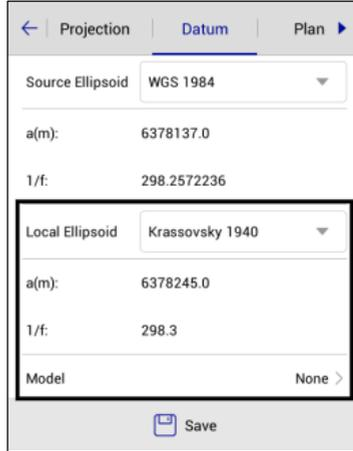 Projection Datum Plan
Source Ellipsoid WGS 1984
a(m): 6378137.0
1/f: 298.2572236
Local Ellipsoid Krassovsky 1940
a(m): 6378245.0
1/f: 298.3
Model None
Save